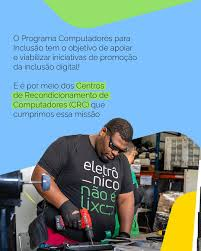 O Programa Computadores para
Inclusão tem o objetivo de apoiar
e viabilizar iniciativas de promoção
da inclusão digital!
E é por meio dos Centros
de Recondicionamento de
Computadores (CRC) que
cumprimos essa missão
eletrô
nico
não é
lixo